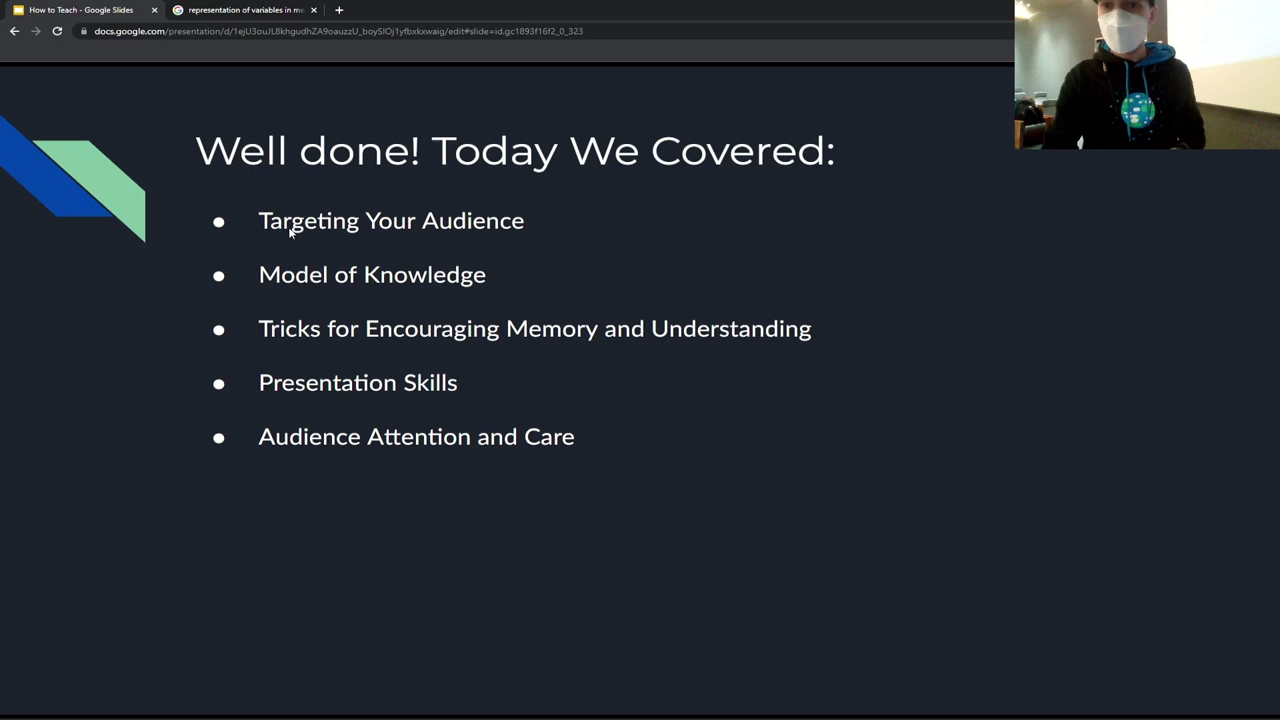 How to Teach - Google Slides
representation of variables in me
docs.google.com/presentation/d/1ejU3ouJL8khgudhZA9oauzzU_boySlOj1yfbxkxwaig/edit#slide=id.gc1893f16f2_0_323
Well done! Today We Covered:
● Targeting Your Audience
● Model of Knowledge
● Tricks for Encouraging Memory and Understanding
● Presentation Skills
● Audience Attention and Care